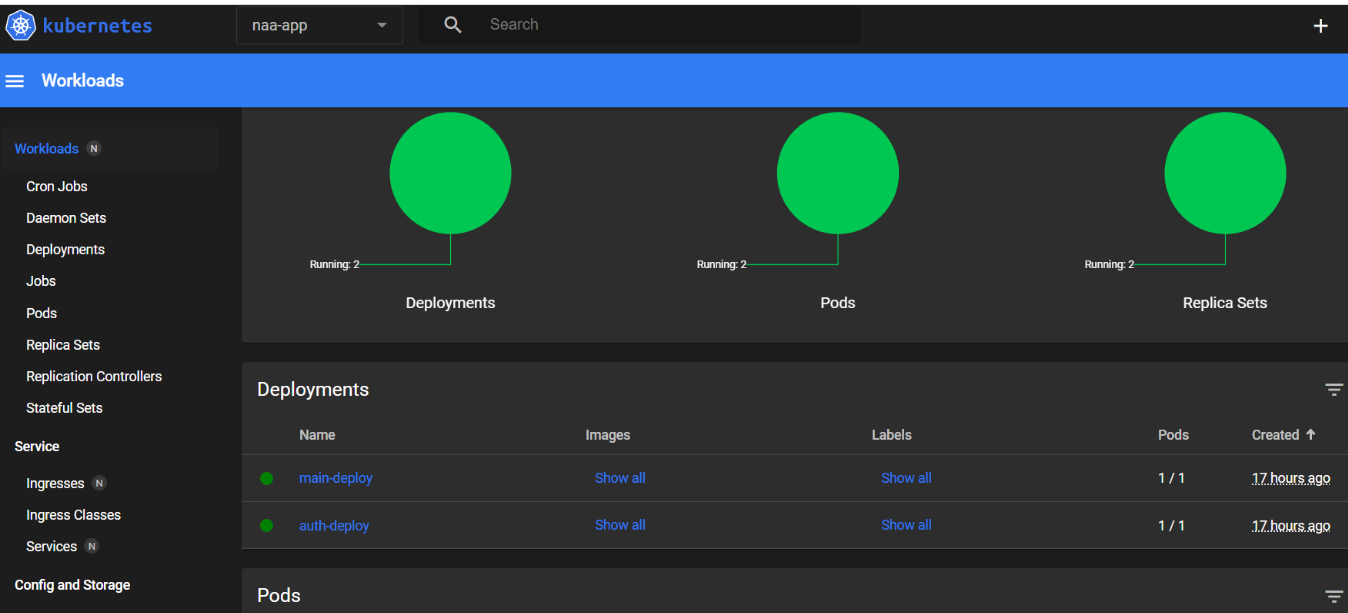 kubernetes
naa-app
Search
Workloads
Workloads N
Cron Jobs
Daemon Sets
Deployments
Jobs
Pods
Replica Sets
Replication Controllers
Stateful Sets
Service
Ingresses N
Ingress Classes
Services N
Config and Storage
Running: 2
Deployments
Running: 2
Pods
Running: 2
Replica Sets
Deployments
Name Images Labels Pods Created
main-deploy Show all Show all 1 / 1 17 hours ago
auth-deploy Show all Show all 1 / 1 17 hours ago
Pods